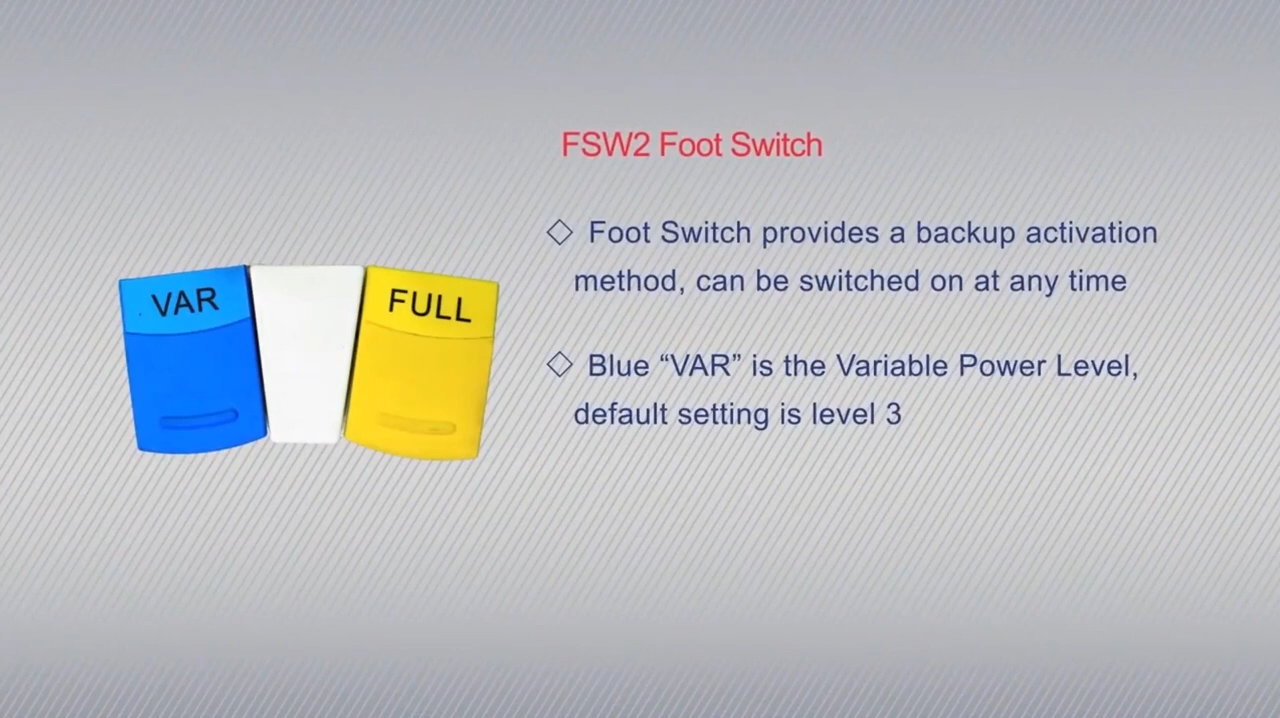 FSW2 Foot Switch
VAR
FULL
◇ Foot Switch provides a backup activation
method, can be switched on at any time
◇ Blue “VAR” is the Variable Power Level,
default setting is level 3